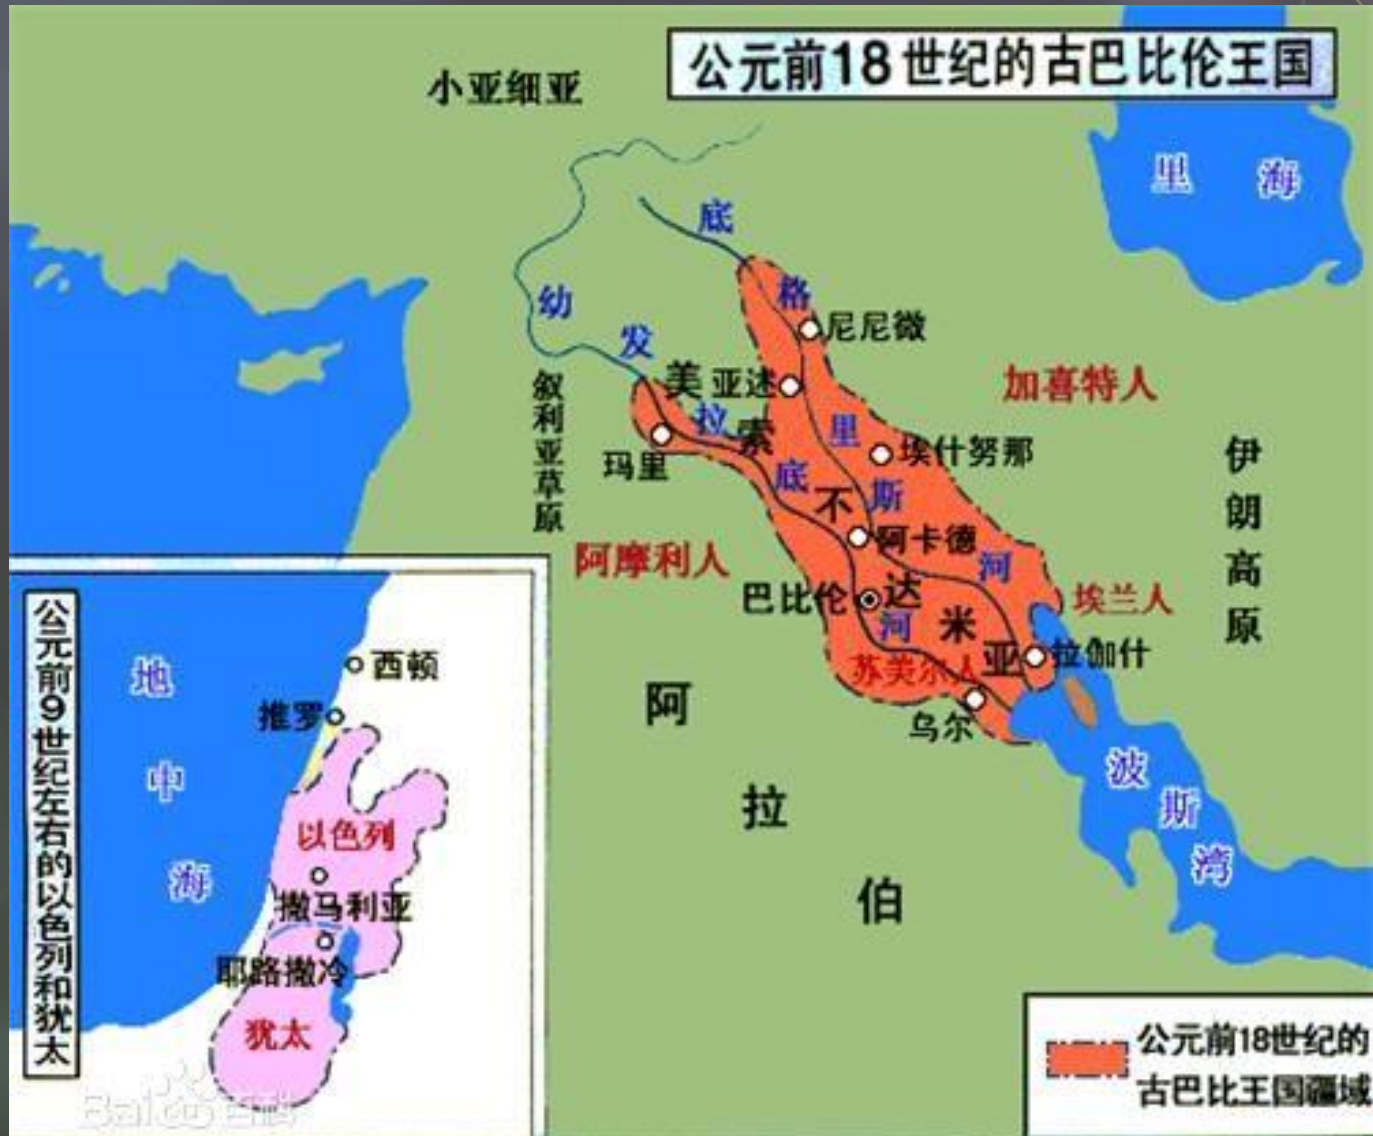 公元前18世纪的古巴比伦王国
小亚细亚
里海
底格里斯河
幼发拉底河
尼尼微
美索不达米亚
亚述
加喜特人
叙利亚草原
玛里
埃什努那
伊朗高原
阿卡德
阿摩利人
巴比伦
埃兰人
苏美尔人
拉伽什
乌尔
阿拉伯
波斯湾
公元前9世纪左右的以色列和犹太
地中海
西顿
推罗
以色列
撒马利亚
耶路撒冷
犹太
Bai百科
公元前18世纪的
古巴比王国疆域